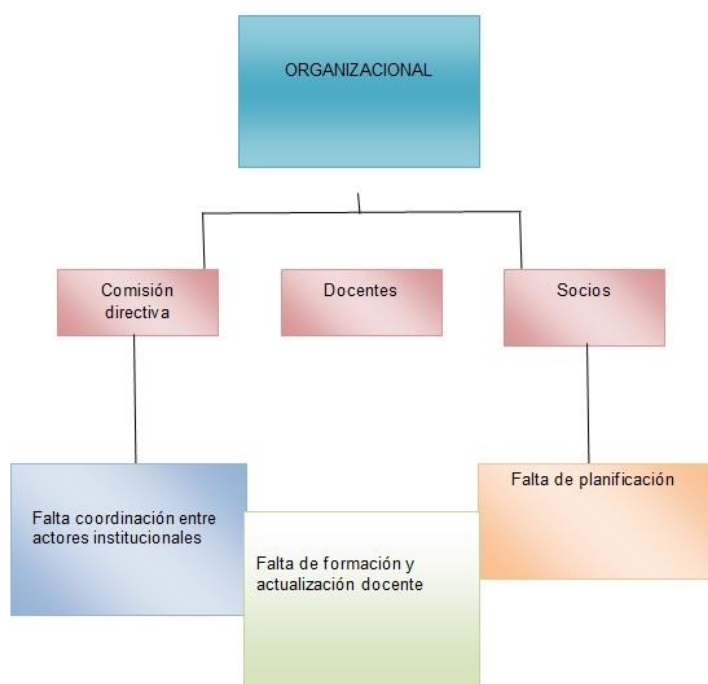 ORGANIZACIONAL
Comisión
directiva
Docentes
Socios
Falta coordinación entre
actores institucionales
Falta de formación y
actualización docente
Falta de planificación